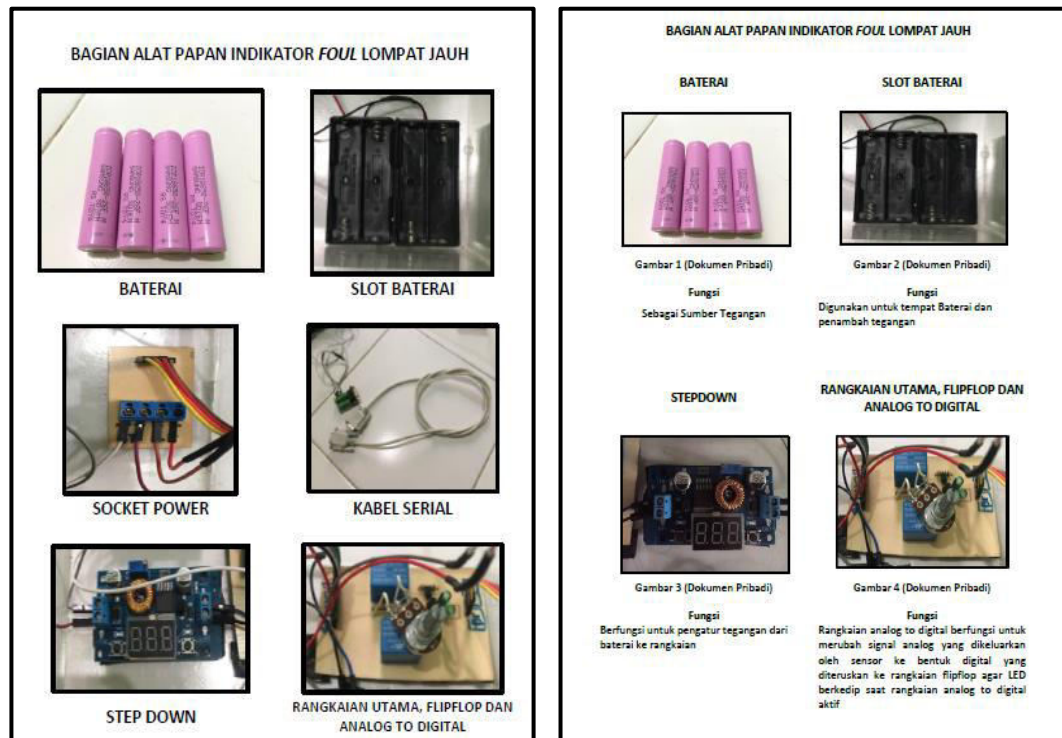 BAGIAN ALAT PAPAN INDIKATOR FOUL LOMPAT JAUH
BATERAI
SLOT BATERAI
SOCKET POWER
KABEL SERIAL
STEP DOWN
RANGKAIAN UTAMA, FLIPFLOP DAN
ANALOG TO DIGITAL
BAGIAN ALAT PAPAN INDIKATOR FOUL LOMPAT JAUH
BATERAI
SLOT BATERAI
Gambar 1 (Dokumen Pribadi)
Gambar 2 (Dokumen Pribadi)
Fungsi
Sebagai Sumber Tegangan
Fungsi
Digunakan untuk tempat Baterai dan
penambah tegangan
STEPDOWN
RANGKAIAN UTAMA, FLIPFLOP DAN
ANALOG TO DIGITAL
Gambar 3 (Dokumen Pribadi)
Gambar 4 (Dokumen Pribadi)
Fungsi
Berfungsi untuk pengatur tegangan dari
baterai ke rangkaian
Fungsi
Rangkaian analog to digital berfungsi untuk
merubah signal analog yang dikeluarkan
oleh sensor ke bentuk digital yang
diteruskan ke rangkaian flipflop agar LED
berkedip saat rangkaian analog to digital
aktif